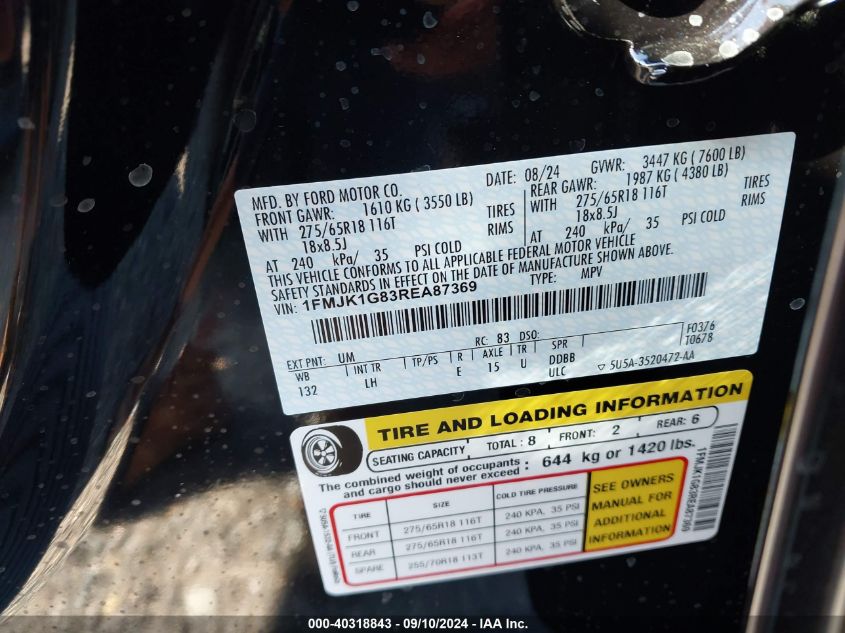 MFD. BY FORD MOTOR CO.
DATE: 08/24
GVWR: 3447 KG ( 7600 LB)
FRONT GAWR: 1610 KG ( 3550 LB)
REAR GAWR: 1987 KG ( 4380 LB)
WITH 275/65R18 116T TIRES
WITH 275/65R18 116T TIRES
18x8.5J RIMS
18x8.5J RIMS
AT 240 kPa/ 35 PSI COLD
AT 240 kPa/ 35 PSI COLD
THIS VEHICLE CONFORMS TO ALL APPLICABLE FEDERAL MOTOR VEHICLE
SAFETY STANDARDS IN EFFECT ON THE DATE OF MANUFACTURE SHOWN ABOVE.
VIN: 1FMJK1G83REA87369
TYPE: MPV
F0376
T0678
EXT PNT: UM RC: 83 DSO:
WB INT TR TP/PS R AXLE TR SPR
132 LH E 15 U DDBB
ULC
5U5A-3520472-AA
TIRE AND LOADING INFORMATION
SEATING CAPACITY TOTAL : 8 FRONT: 2 REAR: 6
The combined weight of occupants
and cargo should never exceed : 644 kg or 1420 lbs.
TIRE SIZE COLD TIRE PRESSURE
FRONT 275/65R18 116T 240 KPA, 35 PSI
REAR 275/65R18 116T 240 KPA, 35 PSI
SPARE 255/70R18 113T 240 KPA, 35 PSI
SEE OWNERS
MANUAL FOR
ADDITIONAL
INFORMATION
1FMJK1G83REA87369
000-40318843 - 09/10/2024 - IAA Inc.